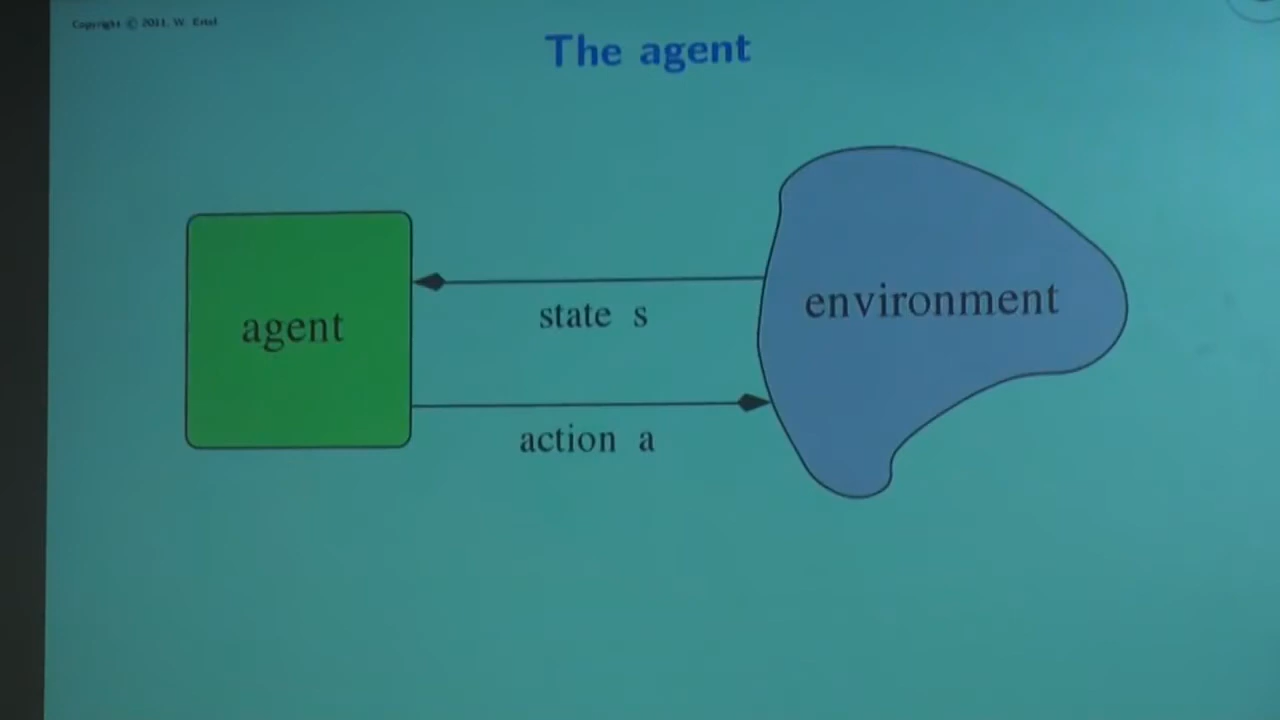 Copyright © 2011, W. Ertel
The agent
agent
state s
environment
action a